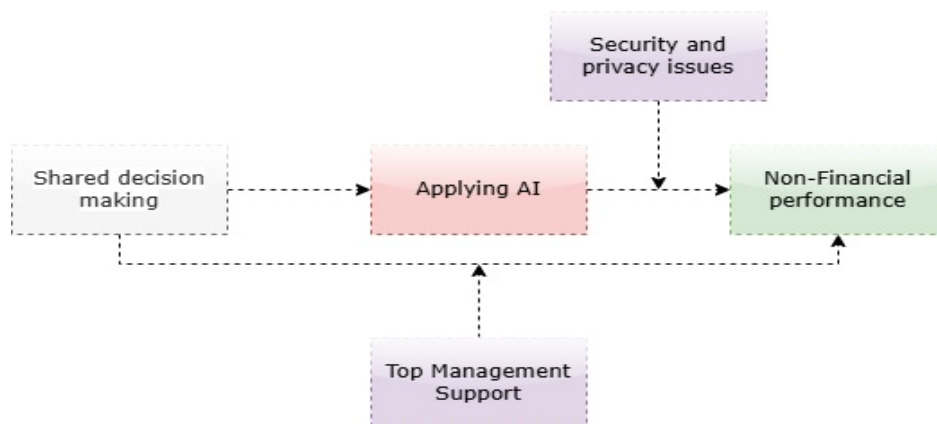 Security and
privacy issues
Shared decision
making
Applying AI
Non-Financial
performance
Top Management
Support